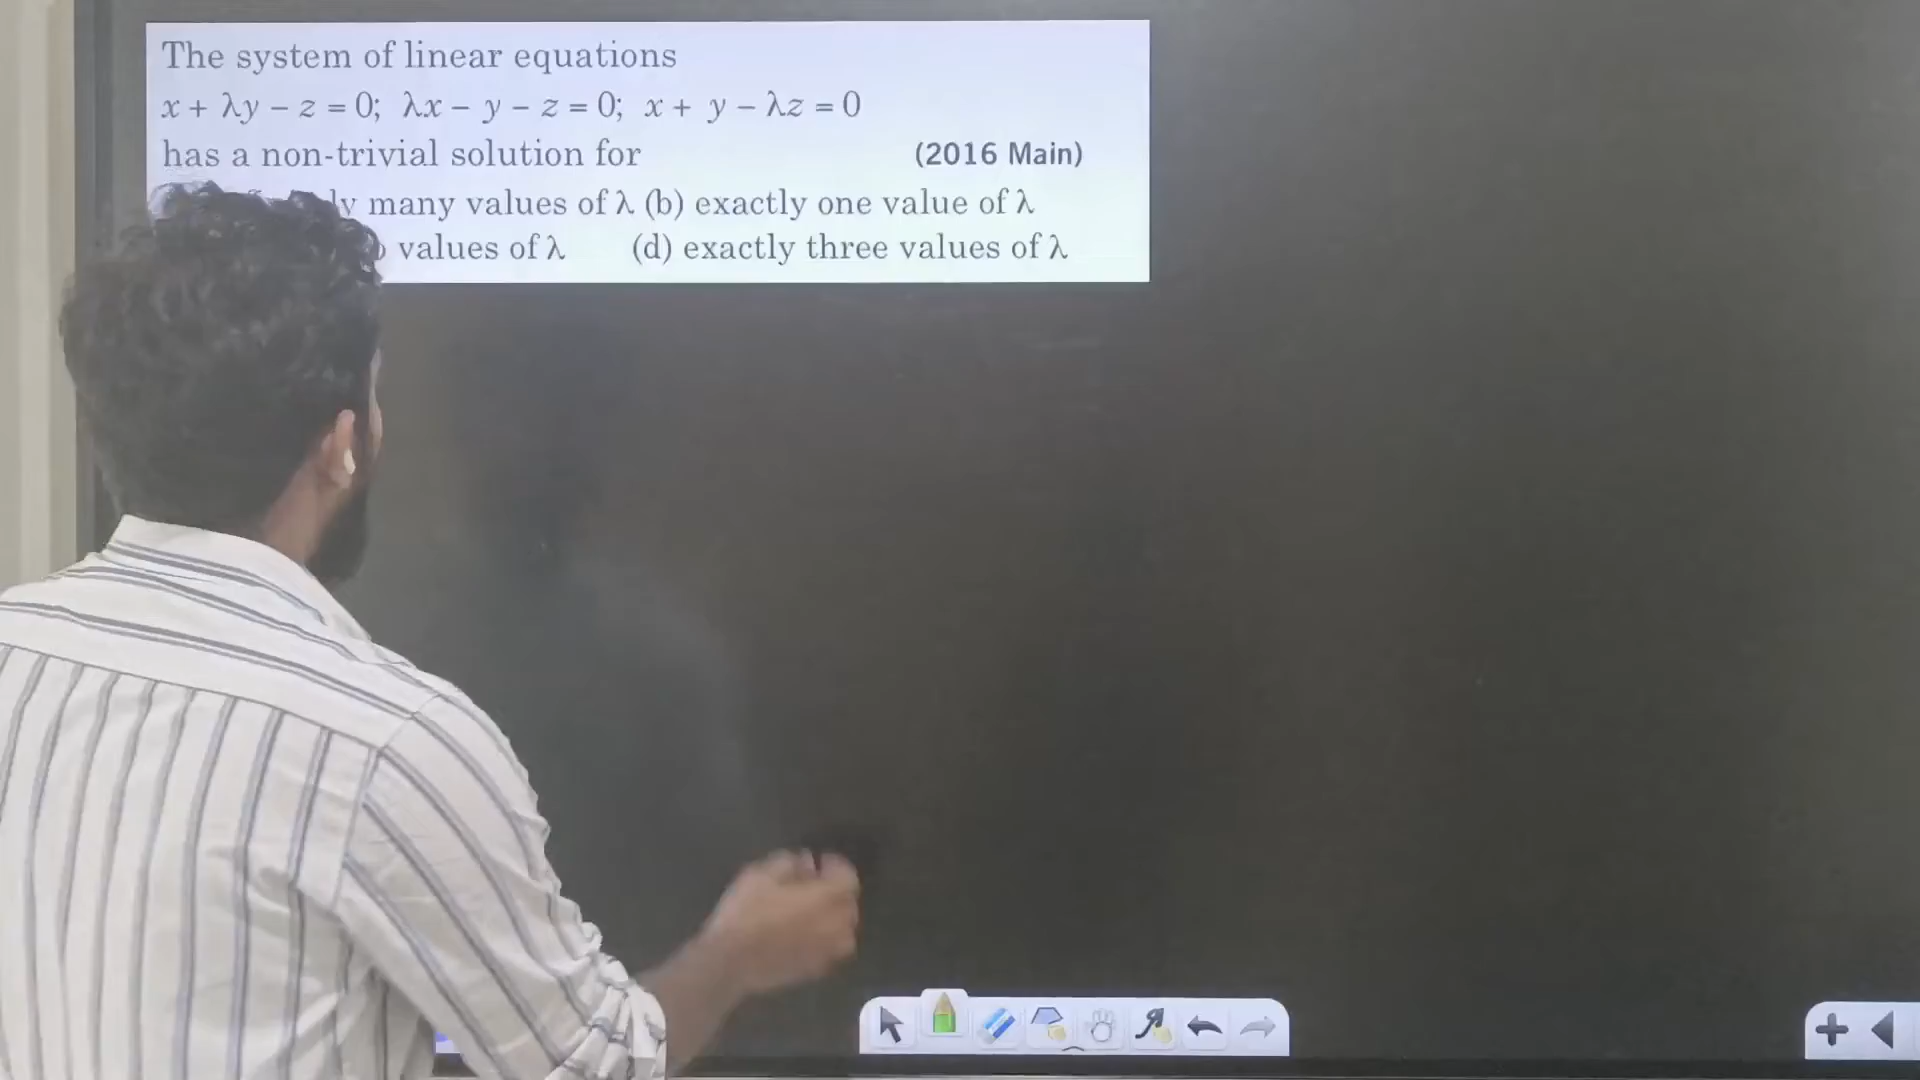 The system of linear equations
x + λy − z = 0; λx − y − z = 0; x + y − λz = 0
has a non-trivial solution for (2016 Main)
many values of λ (b) exactly one value of λ
values of λ (d) exactly three values of λ